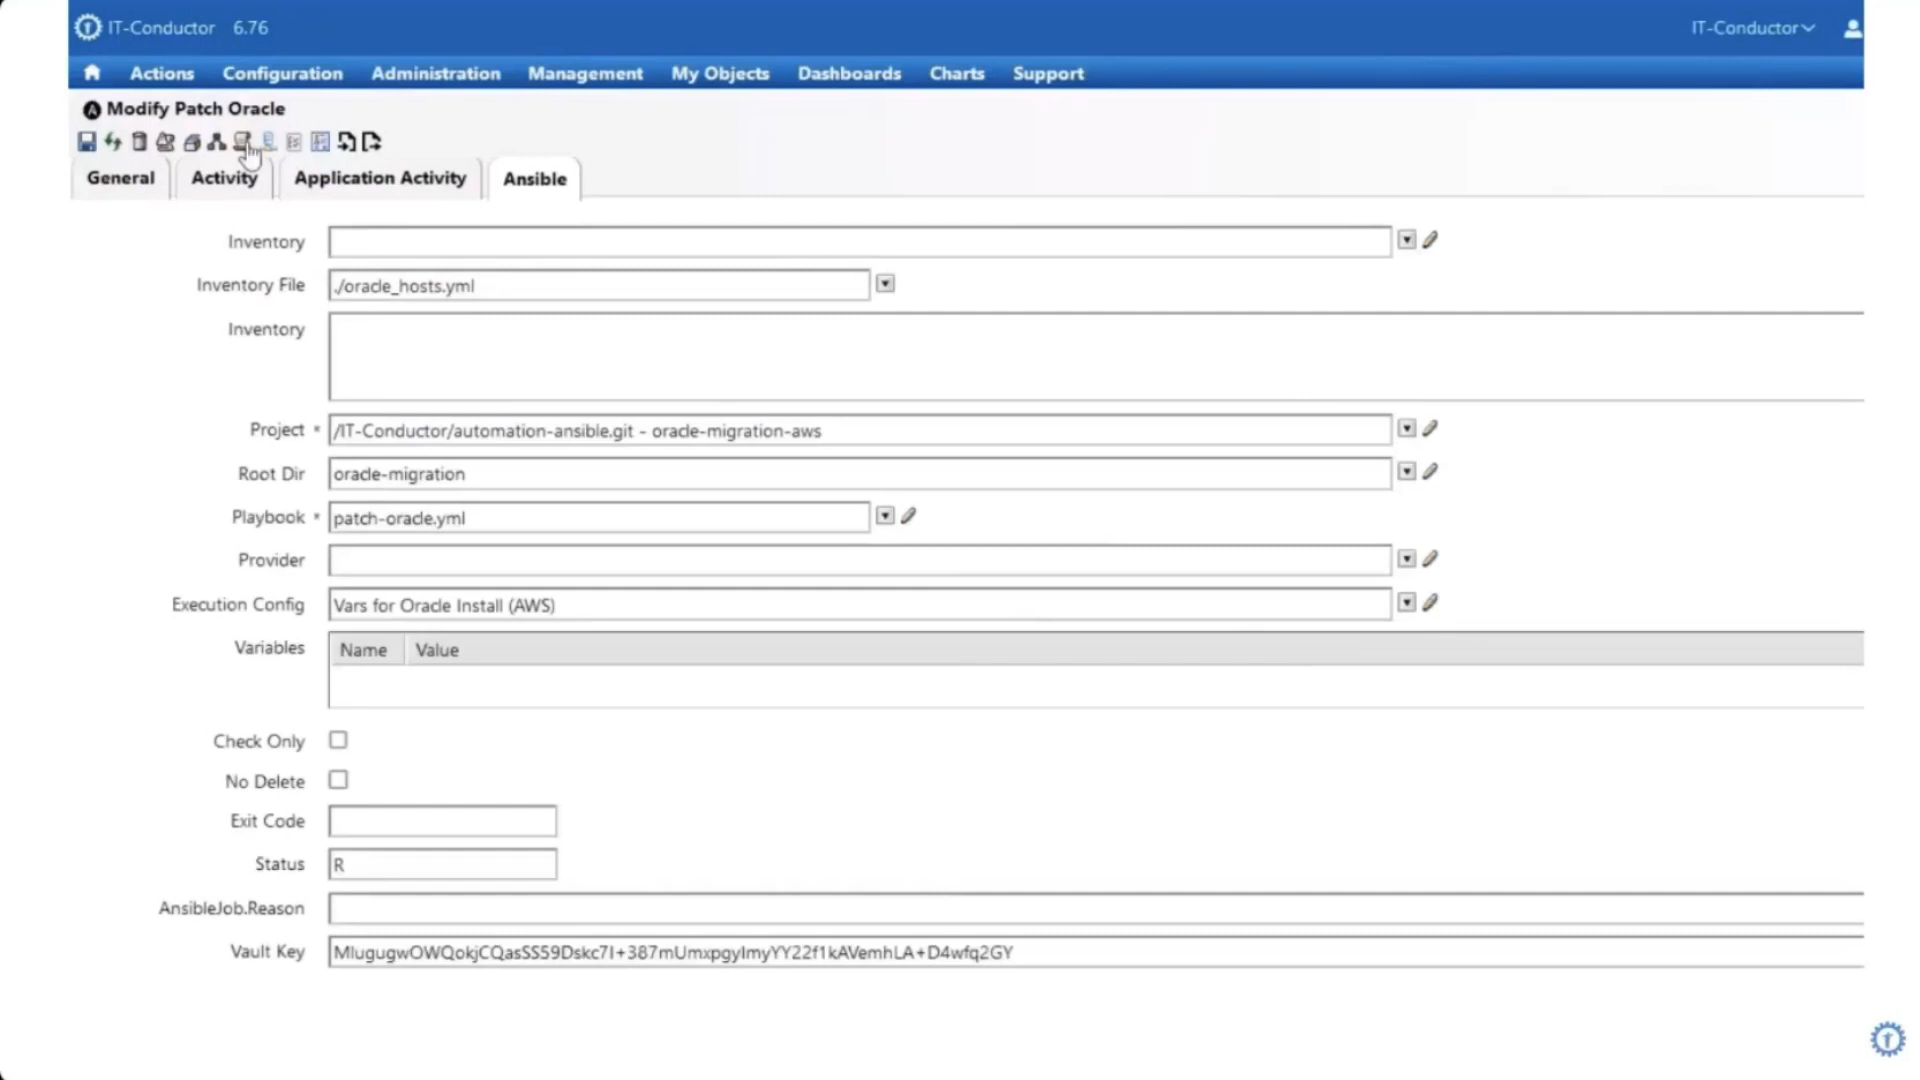 IT-Conductor 6.76 IT-Conductor
Actions Configuration Administration Management My Objects Dashboards Charts Support
Modify Patch Oracle
General Activity Application Activity Ansible
Inventory
Inventory File ./oracle_hosts.yml
Inventory
Project * /IT-Conductor/automation-ansible.git - oracle-migration-aws
Root Dir oracle-migration
Playbook * patch-oracle.yml
Provider
Execution Config Vars for Oracle Install (AWS)
Variables Name Value
Check Only
No Delete
Exit Code
Status R
AnsibleJob.Reason
Vault Key MlugugwOWQokjCQasSS59Dskc7I+387mUmxpgyImyYY22f1kAVemhLA+D4wfq2GY